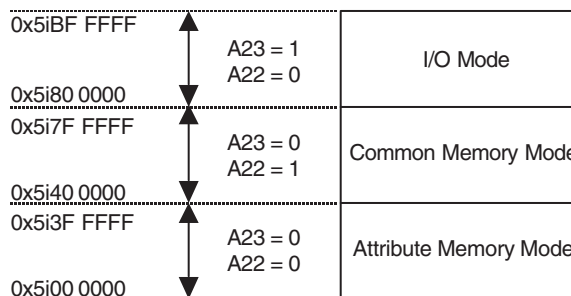 0x5iBF FFFF
A23 = 1
A22 = 0
I/O Mode
0x5i80 0000
0x5i7F FFFF
A23 = 0
A22 = 1
Common Memory Mode
0x5i40 0000
0x5i3F FFFF
A23 = 0
A22 = 0
Attribute Memory Mode
0x5i00 0000